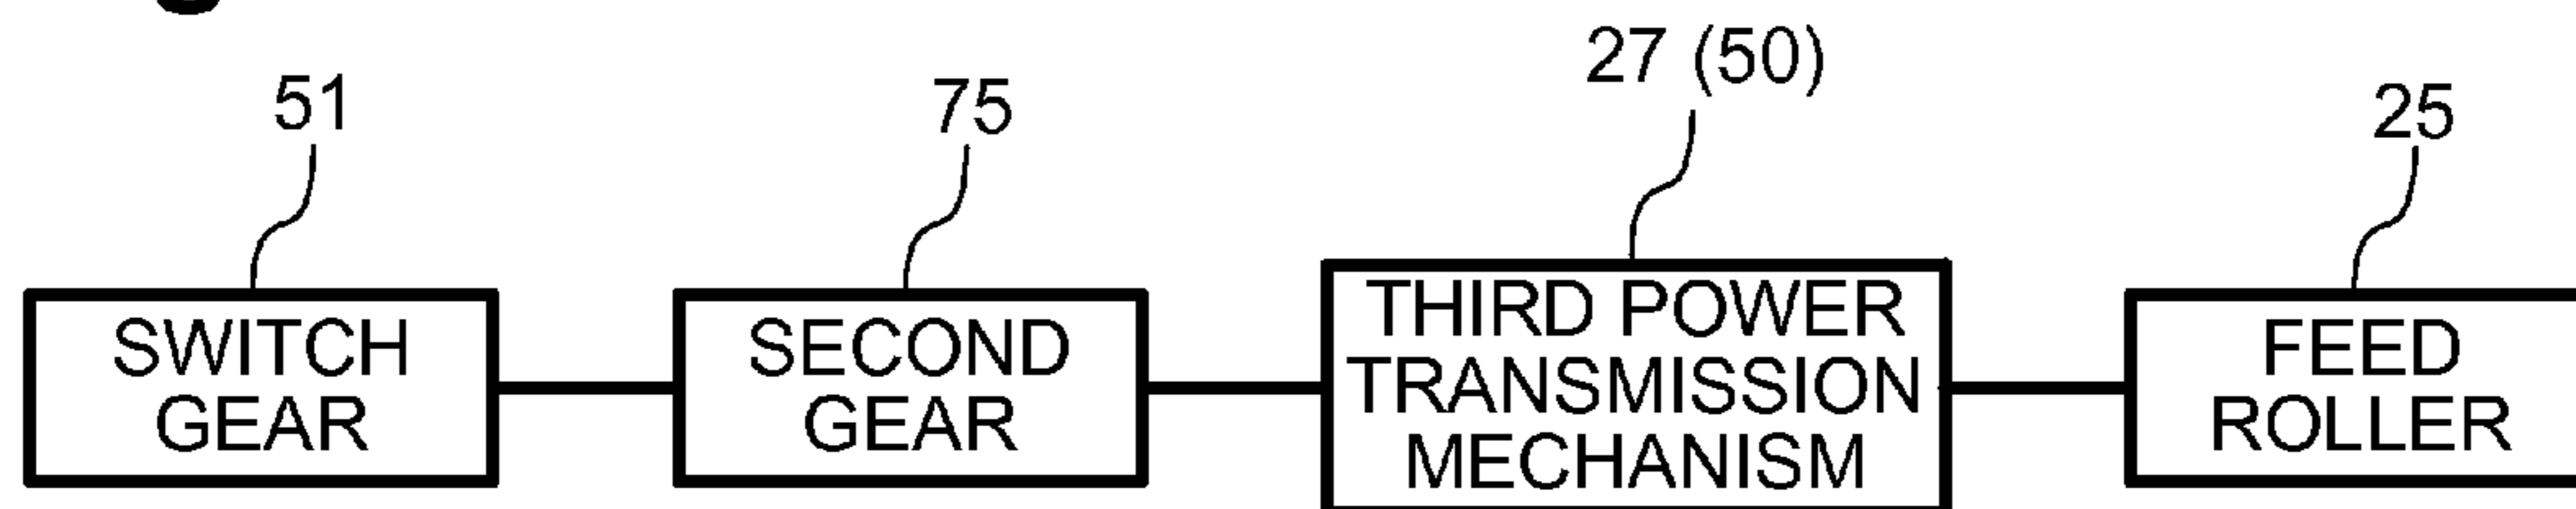 51
75
27 (50)
25
SWITCH
GEAR
SECOND
GEAR
THIRD POWER
TRANSMISSION
MECHANISM
FEED
ROLLER